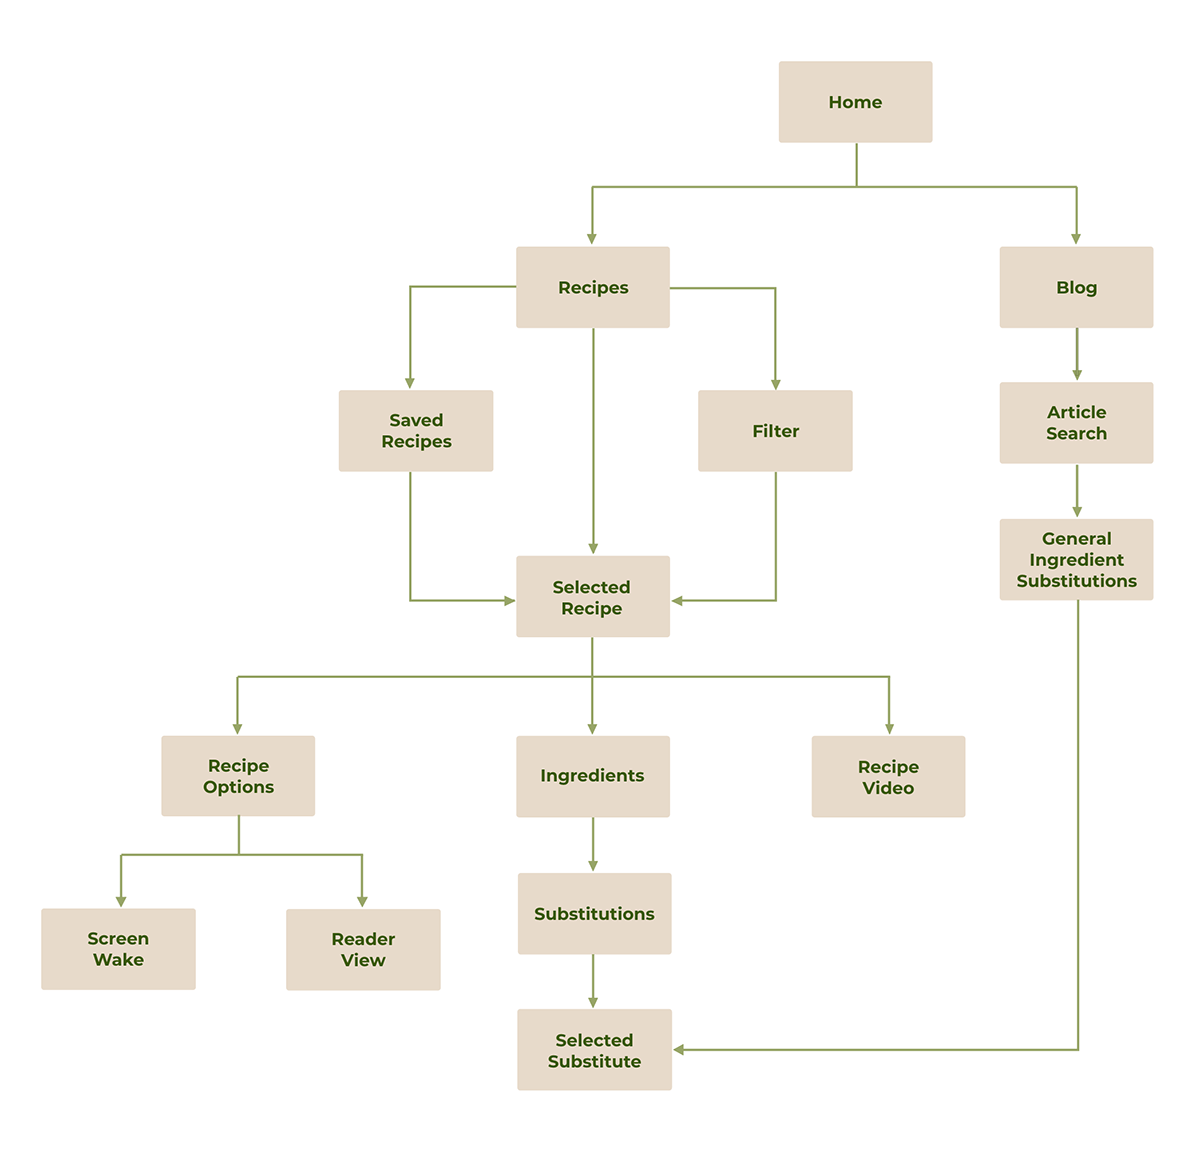 Home
Recipes
Blog
Saved
Recipes
Filter
Article
Search
Selected
Recipe
General
Ingredient
Substitutions
Recipe
Options
Ingredients
Recipe
Video
Screen
Wake
Reader
View
Substitutions
Selected
Substitute